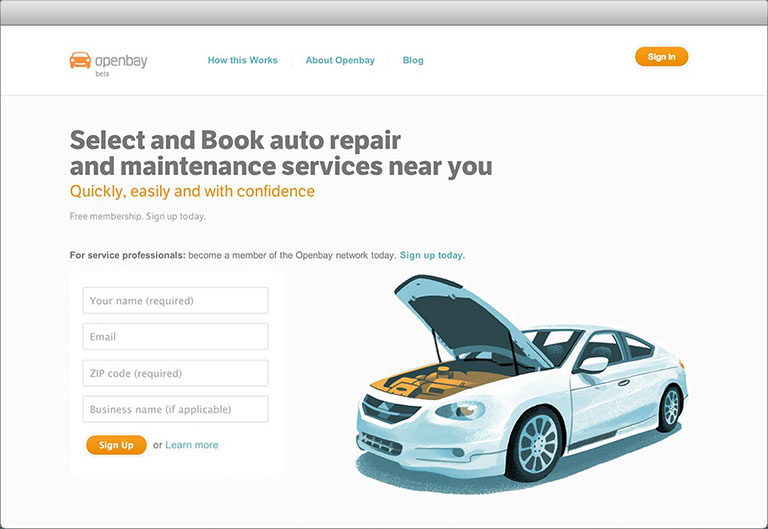 openbay
beta
How this Works
About Openbay
Blog
Sign In
Select and Book auto repair
and maintenance services near you
Quickly, easily and with confidence
Free membership. Sign up today.
For service professionals: become a member of the Openbay network today. Sign up today.
Your name (required)
Email
ZIP code (required)
Business name (if applicable)
Sign Up or Learn more